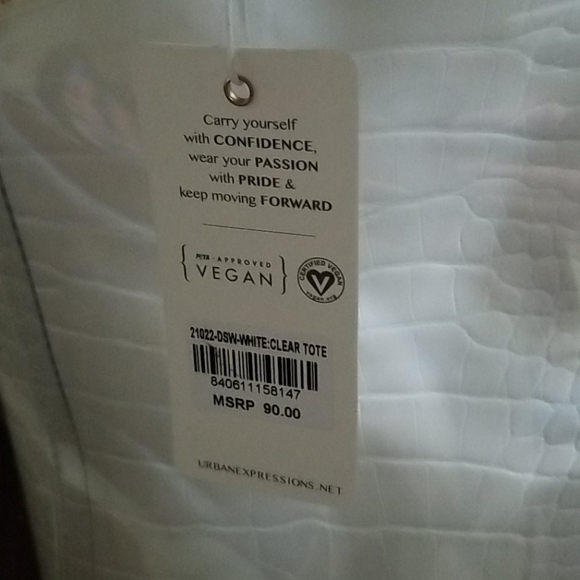 Carry yourself
with CONFIDENCE,
wear your PASSION
with PRIDE &
keep moving FORWARD
PETA - APPROVED
VEGAN
CERTIFIED VEGAN
vegan.org
21022-DSW-WHITE:CLEAR TOTE
840611158147
MSRP 90.00
URBANEXPRESSIONS.NET